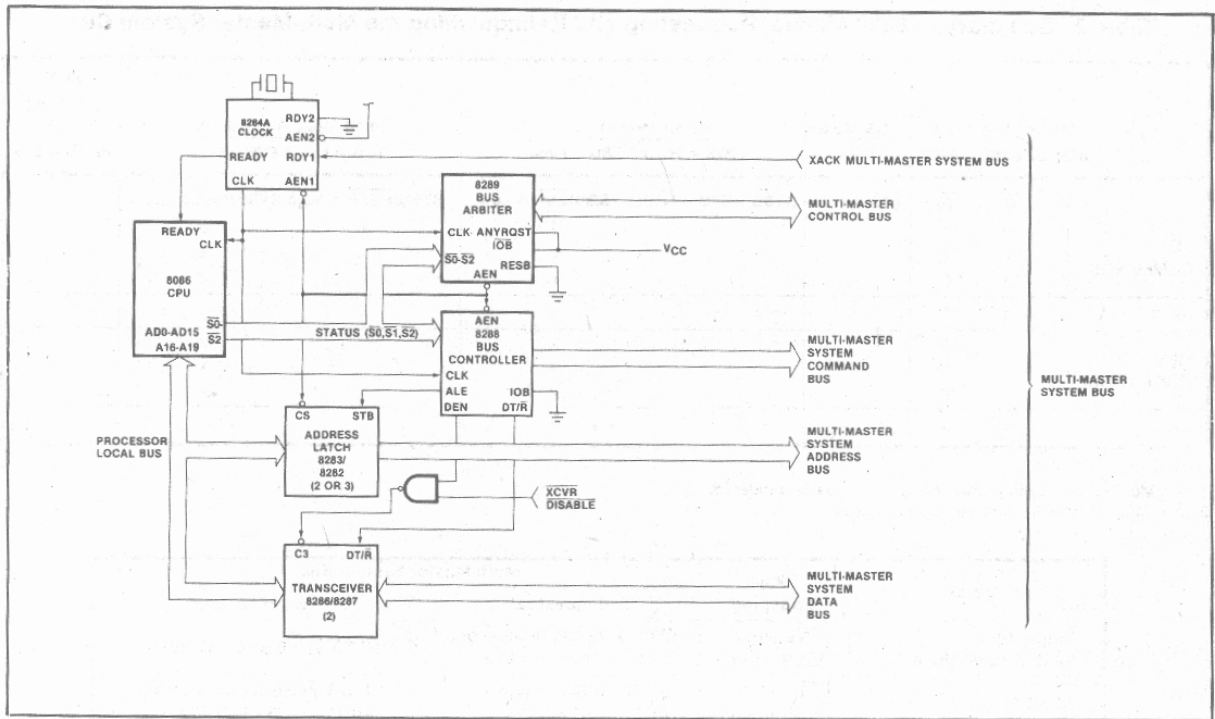 8284A
CLOCK
RDY2
AEN2
READY
RDY1
CLK
AEN1
XACK MULTI-MASTER SYSTEM BUS
8289
BUS
ARBITER
MULTI-MASTER
CONTROL BUS
CLK
ANYRQST
IOB
S0-S2
RESB
AEN
VCC
READY
CLK
8086
CPU
AD0-AD15
A16-A19
S0-
S2
STATUS (S0,S1,S2)
AEN
8288
BUS
CONTROLLER
CLK
ALE
IOB
DEN
DT/R
MULTI-MASTER
SYSTEM
COMMAND
BUS
MULTI-MASTER
SYSTEM BUS
PROCESSOR
LOCAL BUS
CS
STB
ADDRESS
LATCH
8283/
8282
(2 OR 3)
MULTI-MASTER
SYSTEM
ADDRESS
BUS
XCVR
DISABLE
C3
DT/R
TRANSCEIVER
8286/8287
(2)
MULTI-MASTER
SYSTEM
DATA
BUS